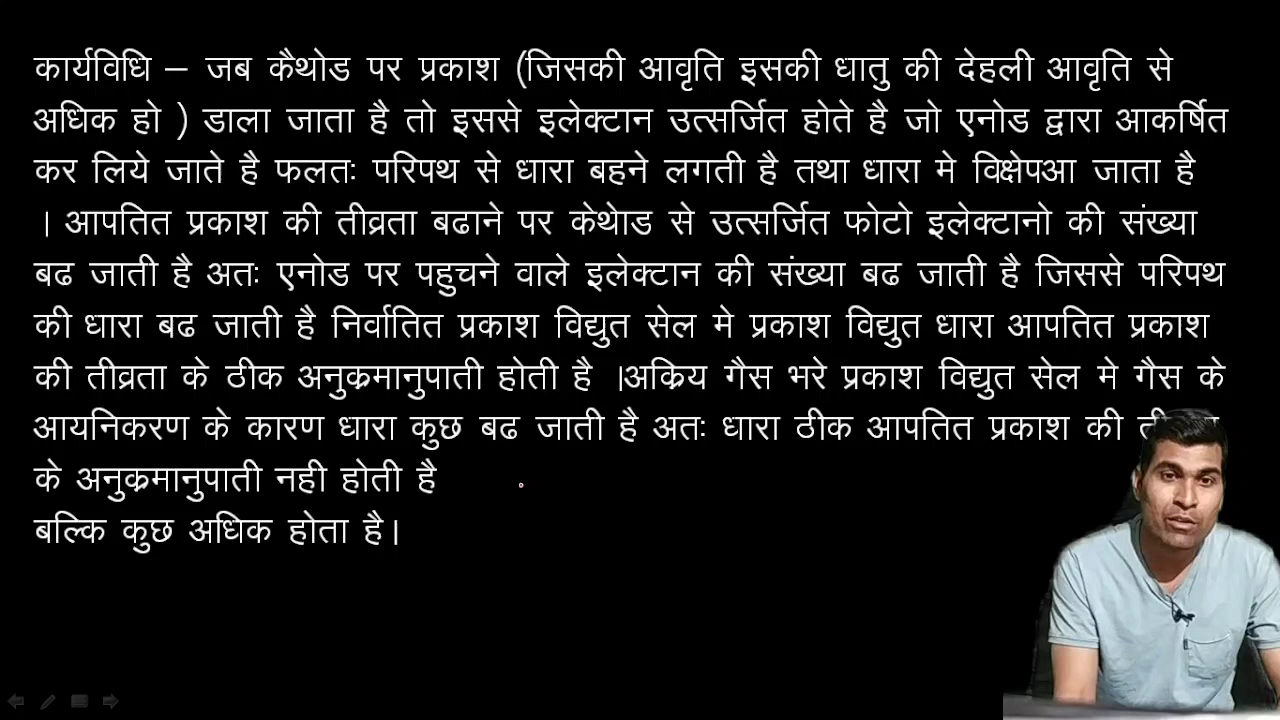 कार्यविधि – जब कैथोड पर प्रकाश (जिसकी आवृति इसकी धातु की देहली आवृति से
अधिक हो ) डाला जाता है तो इससे इलेक्टान उत्सर्जित होते है जो एनोड द्वारा आकर्षित
कर लिये जाते है फलतः परिपथ से धारा बहने लगती है तथा धारा मे विक्षेपआ जाता है
। आपतित प्रकाश की तीव्रता बढाने पर केथेाड से उत्सर्जित फोटो इलेक्टानो की संख्या
बढ जाती है अतः एनोड पर पहुचने वाले इलेक्टान की संख्या बढ जाती है जिससे परिपथ
की धारा बढ जाती है निर्वातित प्रकाश विद्युत सेल मे प्रकाश विद्युत धारा आपतित प्रकाश
की तीव्रता के ठीक अनुक्रमानुपाती होती है ।अक्रिय गैस भरे प्रकाश विद्युत सेल मे गैस के
आयनिकरण के कारण धारा कुछ बढ जाती है अतः धारा ठीक आपतित प्रकाश की
के अनुक्रमानुपाती नही होती है
बल्कि कुछ अधिक होता है।